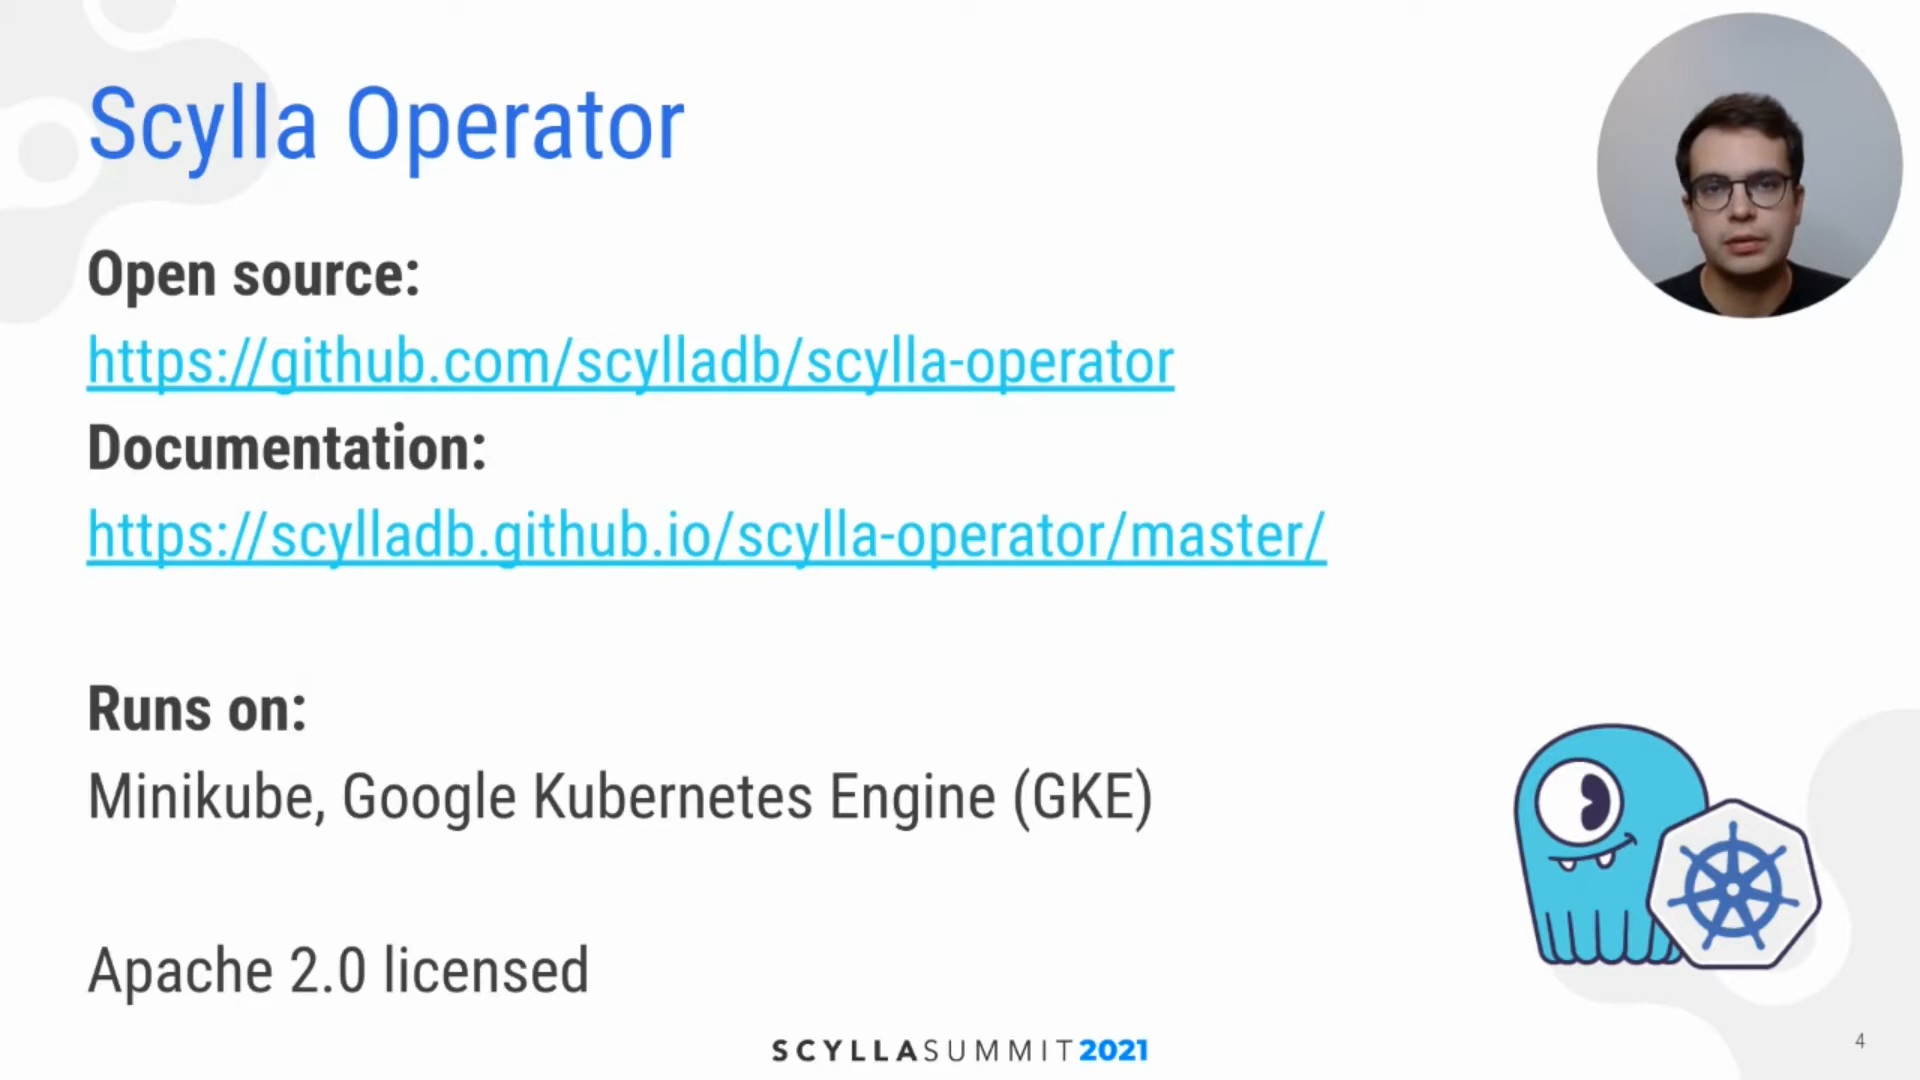 Scylla Operator
Open source:
https://github.com/scylladb/scylla-operator
Documentation:
https://scylladb.github.io/scylla-operator/master/
Runs on:
Minikube, Google Kubernetes Engine (GKE)
Apache 2.0 licensed
SCYLLASUMMIT2021
4